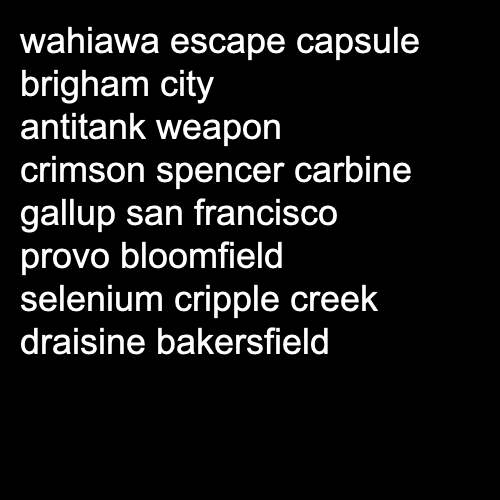 wahiawa escape capsule
brigham city
antitank weapon
crimson spencer carbine
gallup san francisco
provo bloomfield
selenium cripple creek
draisine bakersfield